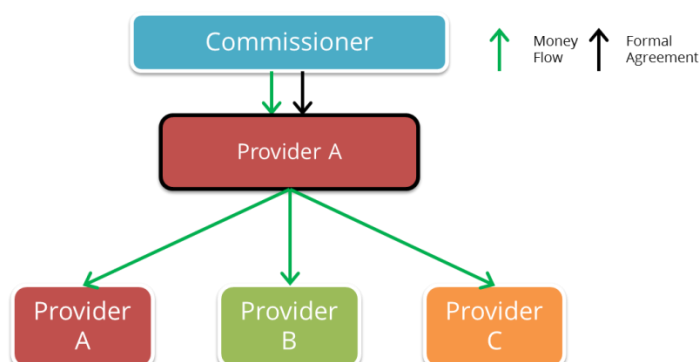 Commissioner
Money
Flow
Formal
Agreement
Provider A
Provider
A
Provider
B
Provider
C